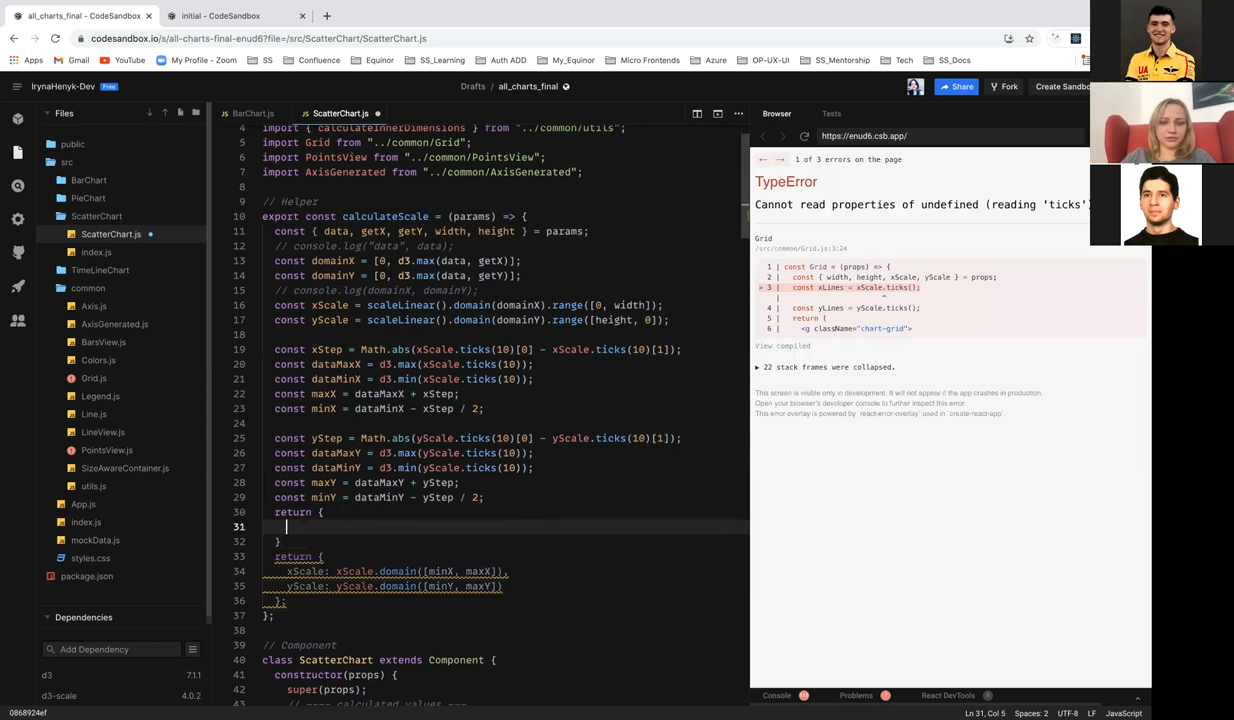 all_charts_final - CodeSandbox
initial - CodeSandbox
codesandbox.io/s/all-charts-final-enud6?file=/src/ScatterChart/ScatterChart.js
Apps Gmail YouTube My Profile - Zoom SS Confluence Equinor SS_Learning Auth ADD My_Equinor Micro Frontends Azure OP-UX-UI SS_Mentorship Tech SS_Docs
IrynaHenyk-Dev Free
Drafts / all_charts_final
Share Fork Create Sandbo
Files
public
src
BarChart
PieChart
ScatterChart
ScatterChart.js
index.js
TimeLineChart
common
Axis.js
AxisGenerated.js
BarsView.js
Colors.js
Grid.js
Legend.js
Line.js
LineView.js
PointsView.js
SizeAwareContainer.js
utils.js
App.js
index.js
mockData.js
styles.css
package.json
Dependencies
Add Dependency
d3 7.1.1
d3-scale 4.0.2
0868924ef
BarChart.js ScatterChart.js
4 import { calculateInnerDimensions } from "../common/utils";
5 import Grid from "../common/Grid";
6 import PointsView from "../common/PointsView";
7 import AxisGenerated from "../common/AxisGenerated";
8
9 // Helper
10 export const calculateScale = (params) => {
11 const { data, getX, getY, width, height } = params;
12 // console.log("data", data);
13 const domainX = [0, d3.max(data, getX)];
14 const domainY = [0, d3.max(data, getY)];
15 // console.log(domainX, domainY);
16 const xScale = scaleLinear().domain(domainX).range([0, width]);
17 const yScale = scaleLinear().domain(domainY).range([height, 0]);
18
19 const xStep = Math.abs(xScale.ticks(10)[0] - xScale.ticks(10)[1]);
20 const dataMaxX = d3.max(xScale.ticks(10));
21 const dataMinX = d3.min(xScale.ticks(10));
22 const maxX = dataMaxX + xStep;
23 const minX = dataMinX - xStep / 2;
24
25 const yStep = Math.abs(yScale.ticks(10)[0] - yScale.ticks(10)[1]);
26 const dataMaxY = d3.max(yScale.ticks(10));
27 const dataMinY = d3.min(yScale.ticks(10));
28 const maxY = dataMaxY + yStep;
29 const minY = dataMinY - yStep / 2;
30 return {
31
32 }
33 return {
34 xScale: xScale.domain([minX, maxX]),
35 yScale: yScale.domain([minY, maxY])
36 };
37 };
38
39 // Component
40 class ScatterChart extends Component {
41 constructor(props) {
42 super(props);
Browser Tests
https://enud6.csb.app/
← → 1 of 3 errors on the page
TypeError
Cannot read properties of undefined (reading 'ticks')
Grid
/src/common/Grid.js:3:24
1 | const Grid = (props) => {
2 | const { width, height, xScale, yScale } = props;
> 3 | const xLines = xScale.ticks();
| ^
4 | const yLines = yScale.ticks();
5 | return (
6 | <g className="chart-grid">
View compiled
▶ 22 stack frames were collapsed.
This screen is visible only in development. It will not appear if the app crashes in production.
Open your browser's developer console to further inspect this error.
This error overlay is powered by `react-error-overlay` used in `create-react-app`.
Console Problems 7 React DevTools 0
Ln 31, Col 5 Spaces: 2 UTF-8 LF JavaScript
UA